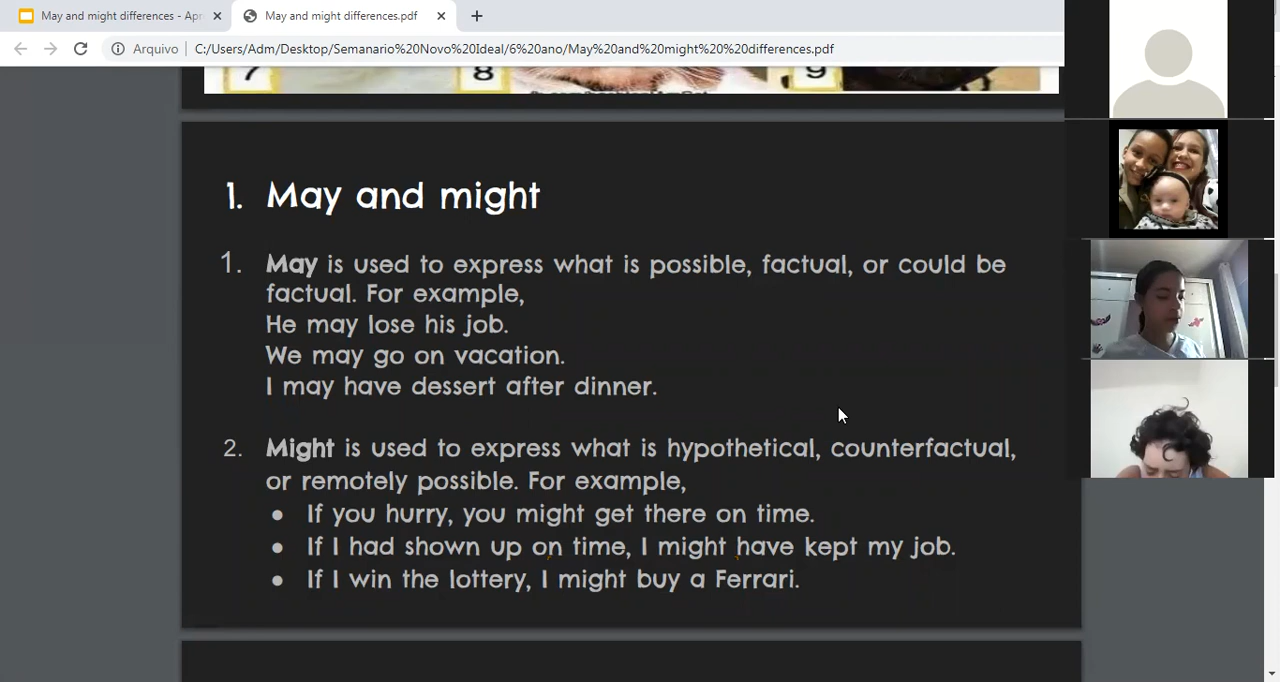 May and might differences - Apr
May and might differences.pdf
Arquivo
C:/Users/Adm/Desktop/Semanario%20Novo%20Ideal/6%20ano/May%20and%20might%20%20differences.pdf
7 8 9
1. May and might
1. May is used to express what is possible, factual, or could be
factual. For example,
He may lose his job.
We may go on vacation.
I may have dessert after dinner.
2. Might is used to express what is hypothetical, counterfactual,
or remotely possible. For example,
● If you hurry, you might get there on time.
● If I had shown up on time, I might have kept my job.
● If I win the lottery, I might buy a Ferrari.